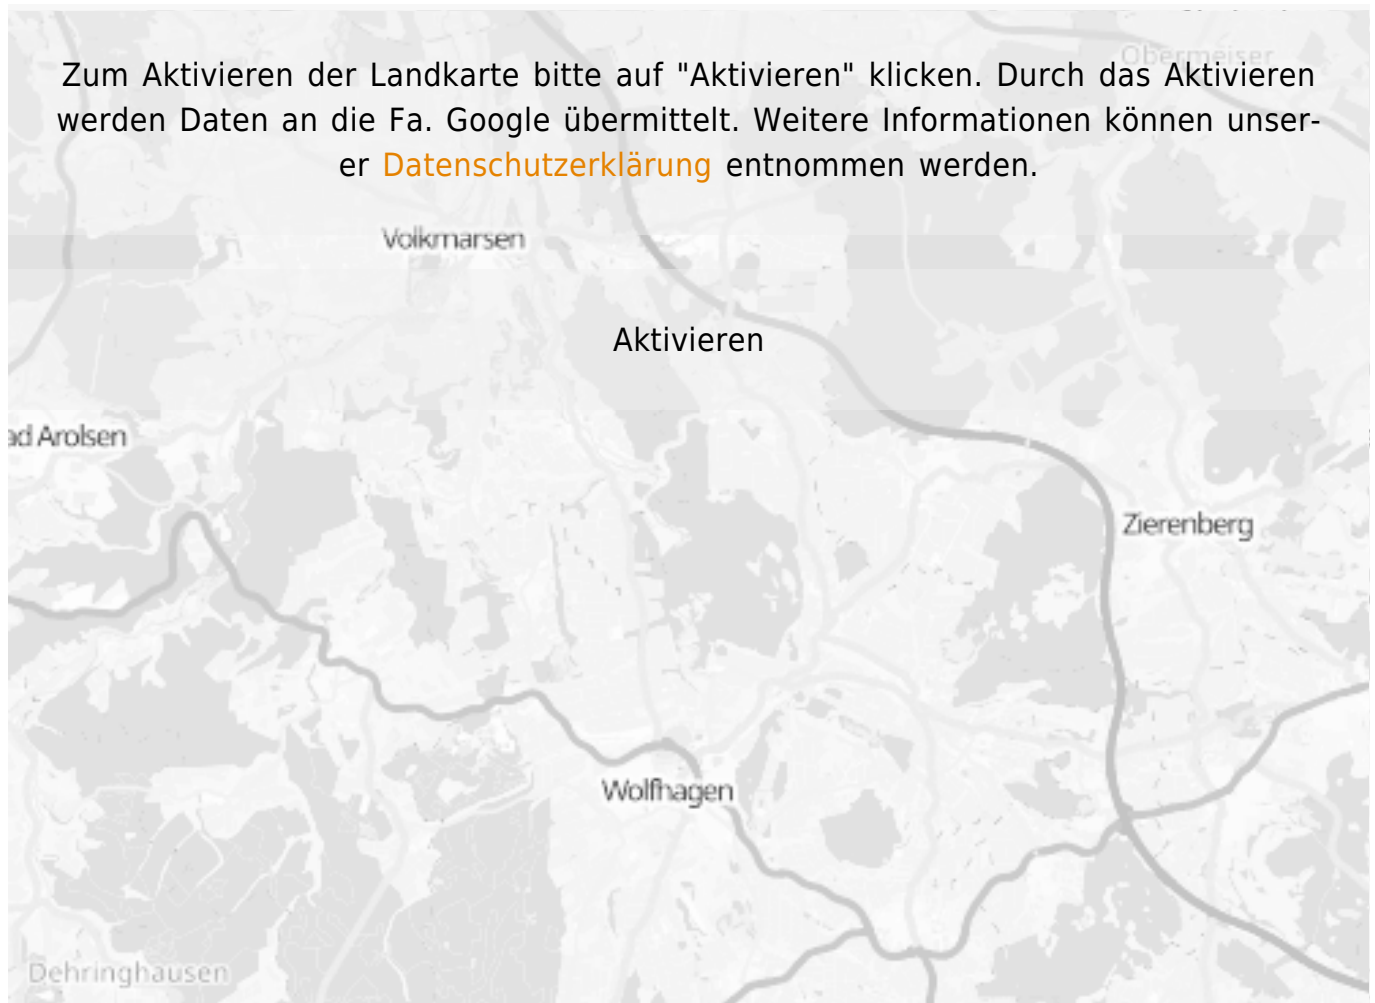 Obermeiser
Zum Aktivieren der Landkarte bitte auf "Aktivieren" klicken. Durch das Aktivieren
werden Daten an die Fa. Google übermittelt. Weitere Informationen können unser-
er Datenschutzerklärung entnommen werden.
Volkmarsen
Aktivieren
ad Arolsen
Zierenberg
Wolfhagen
Dehringhausen